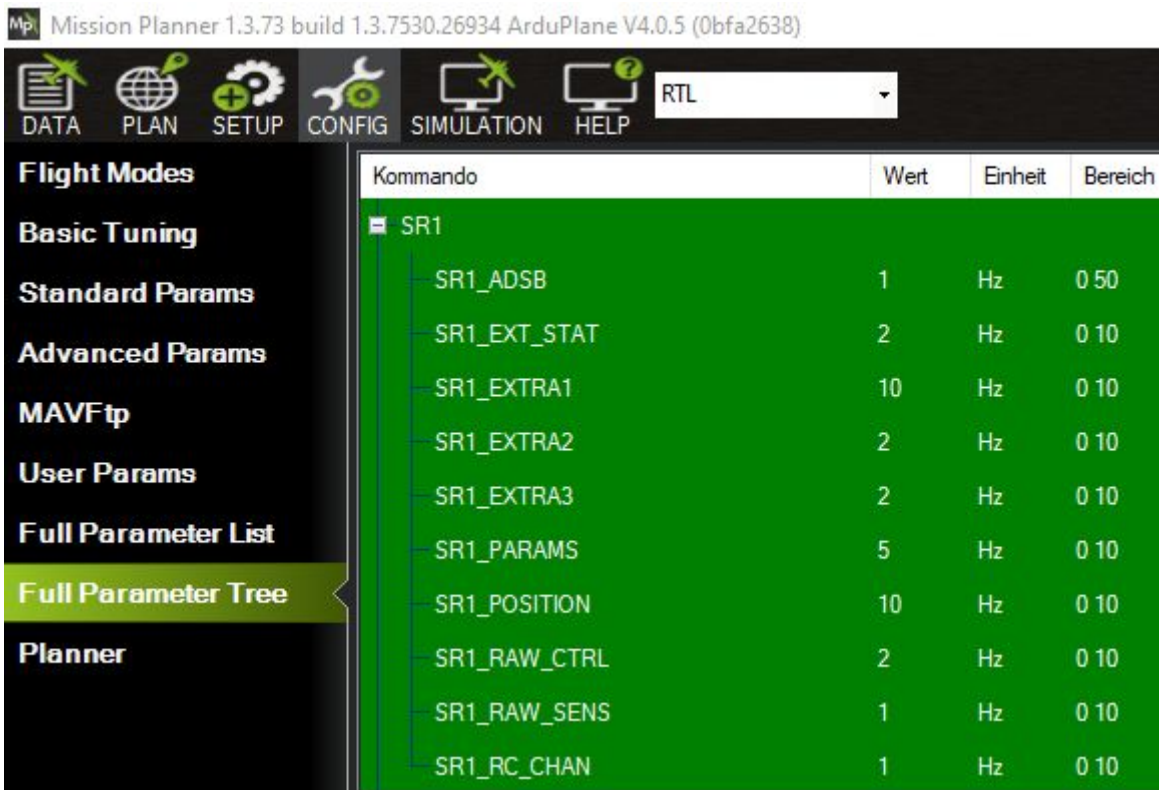 Mp Mission Planner 1.3.73 build 1.3.7530.26934 ArduPlane V4.0.5 (0bfa2638)
DATA PLAN SETUP CONFIG SIMULATION HELP RTL
Flight Modes
Basic Tuning
Standard Params
Advanced Params
MAVFtp
User Params
Full Parameter List
Full Parameter Tree
Planner
Kommando Wert Einheit Bereich
SR1
SR1_ADSB 1 Hz 0 50
SR1_EXT_STAT 2 Hz 0 10
SR1_EXTRA1 10 Hz 0 10
SR1_EXTRA2 2 Hz 0 10
SR1_EXTRA3 2 Hz 0 10
SR1_PARAMS 5 Hz 0 10
SR1_POSITION 10 Hz 0 10
SR1_RAW_CTRL 2 Hz 0 10
SR1_RAW_SENS 1 Hz 0 10
SR1_RC_CHAN 1 Hz 0 10